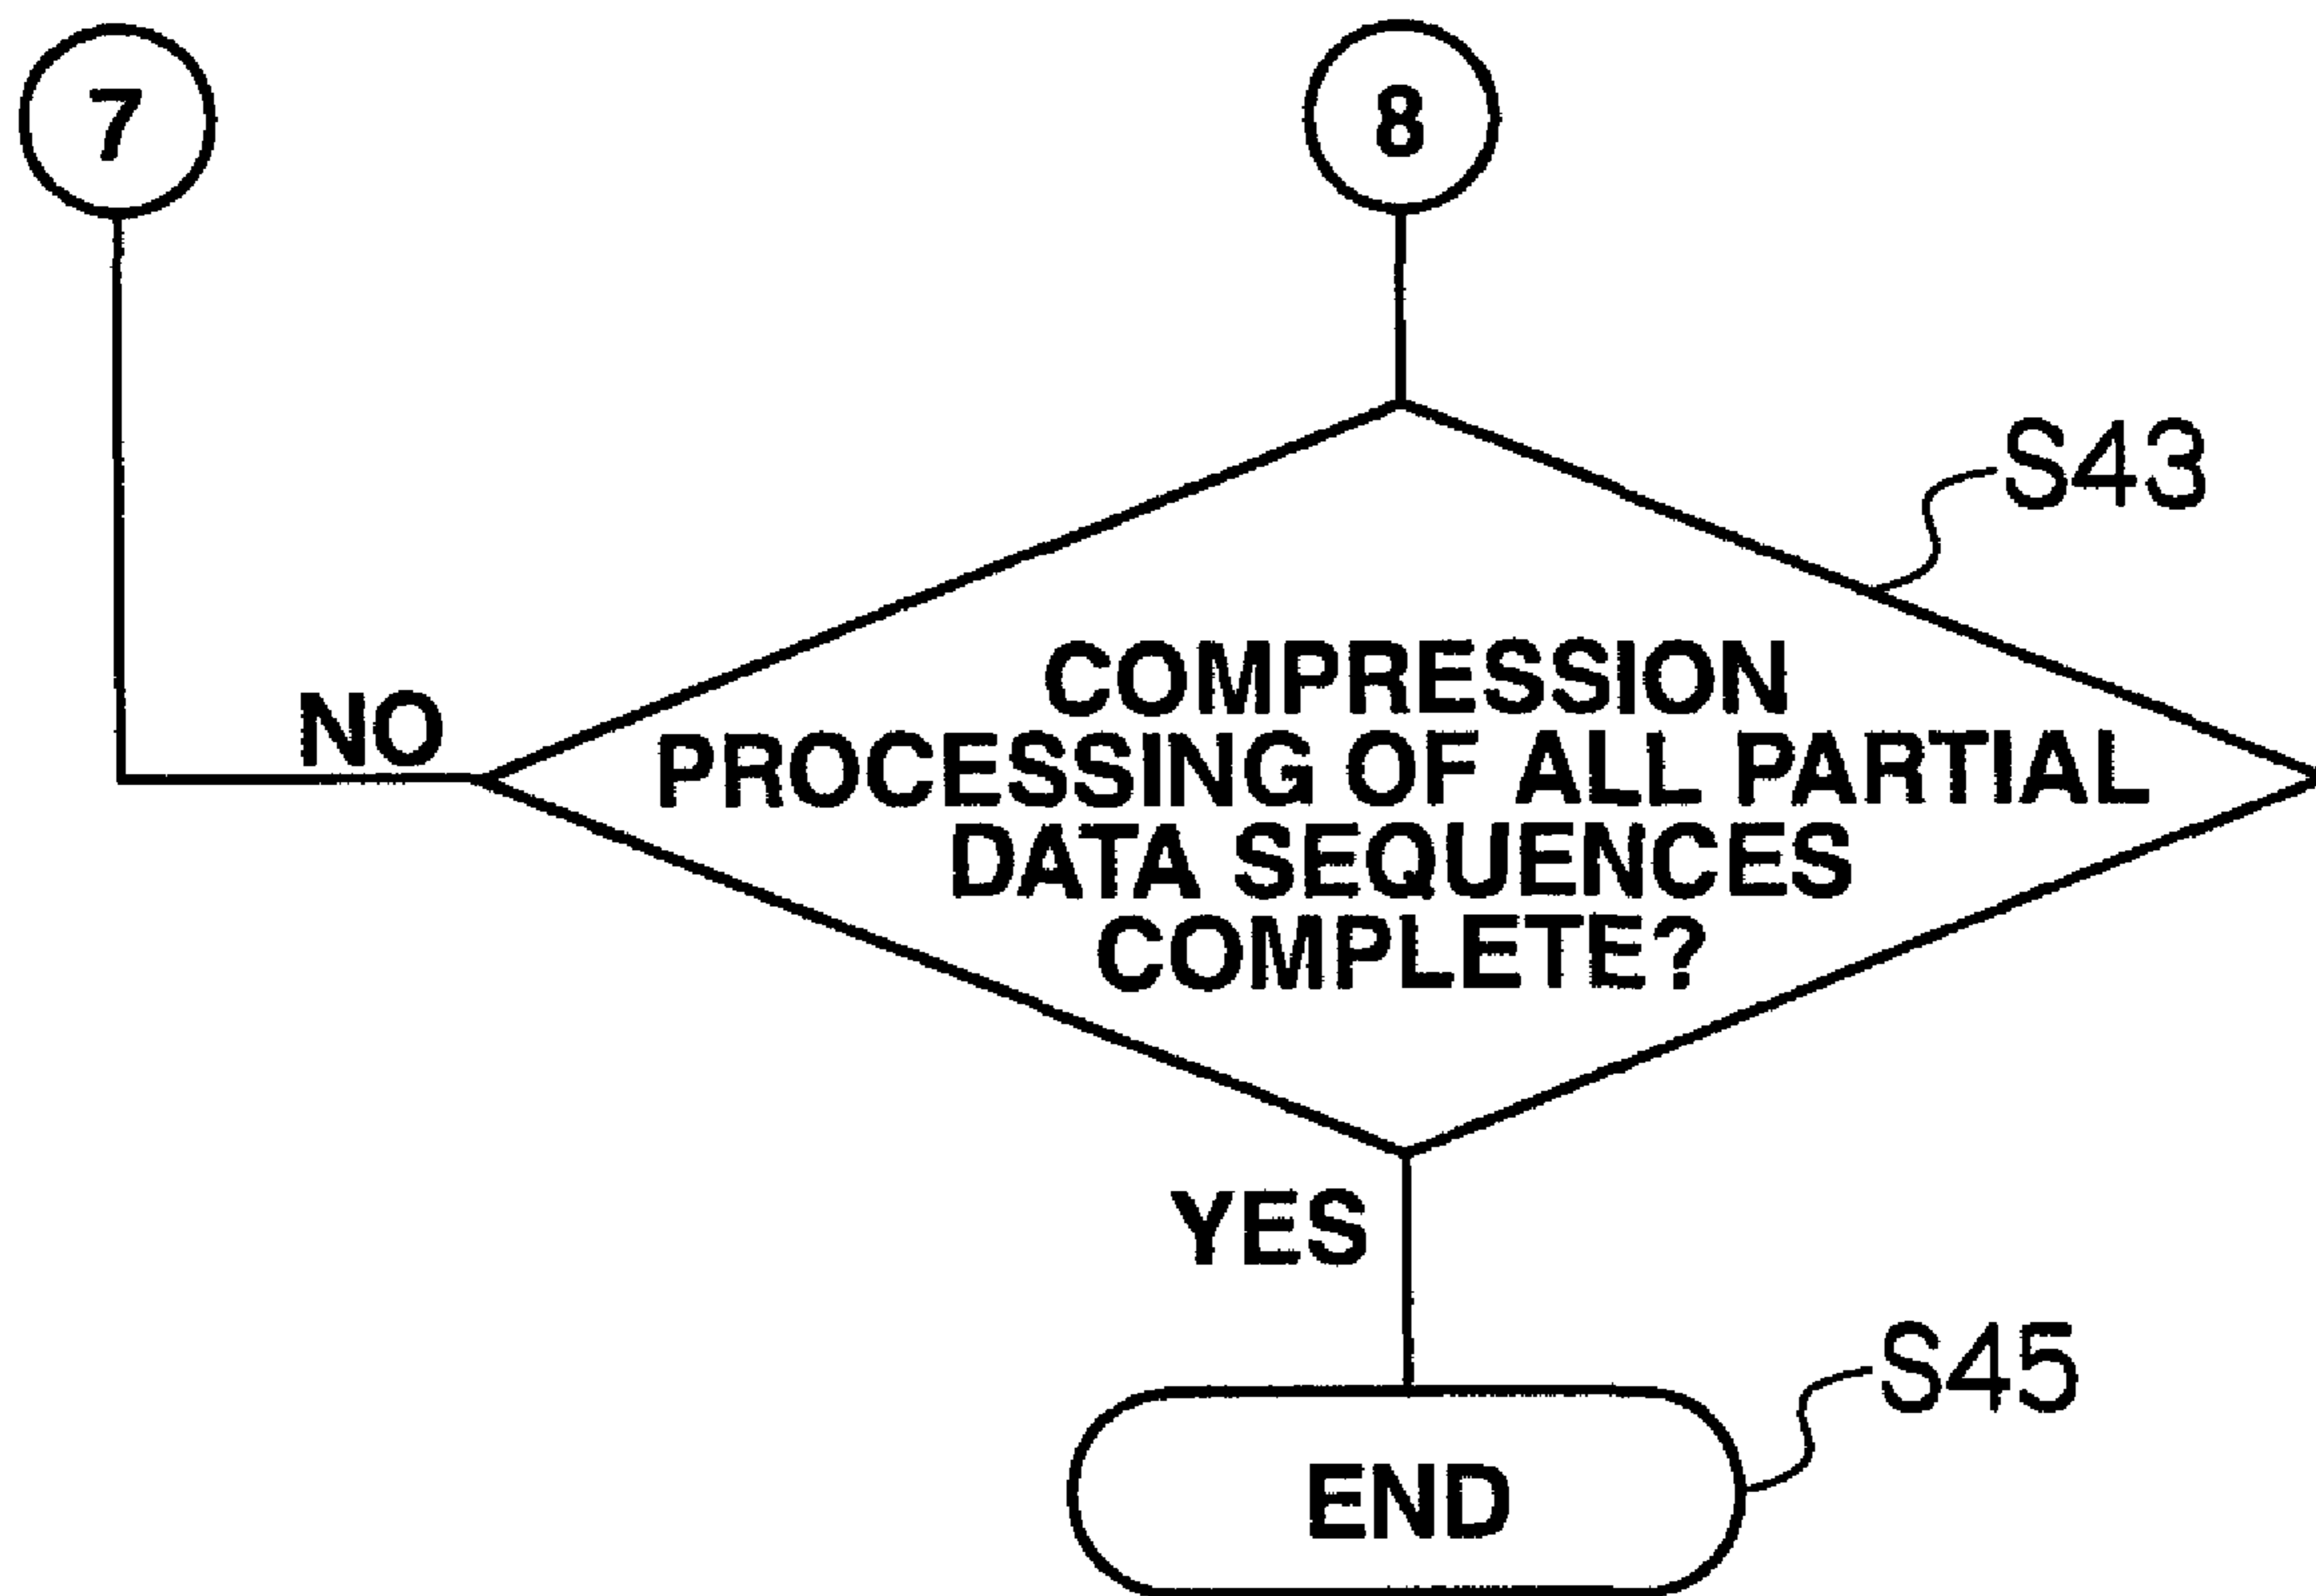 7
8
S43
COMPRESSION
PROCESSING OF ALL PARTIAL
DATA SEQUENCES
COMPLETE?
NO
YES
S45
END